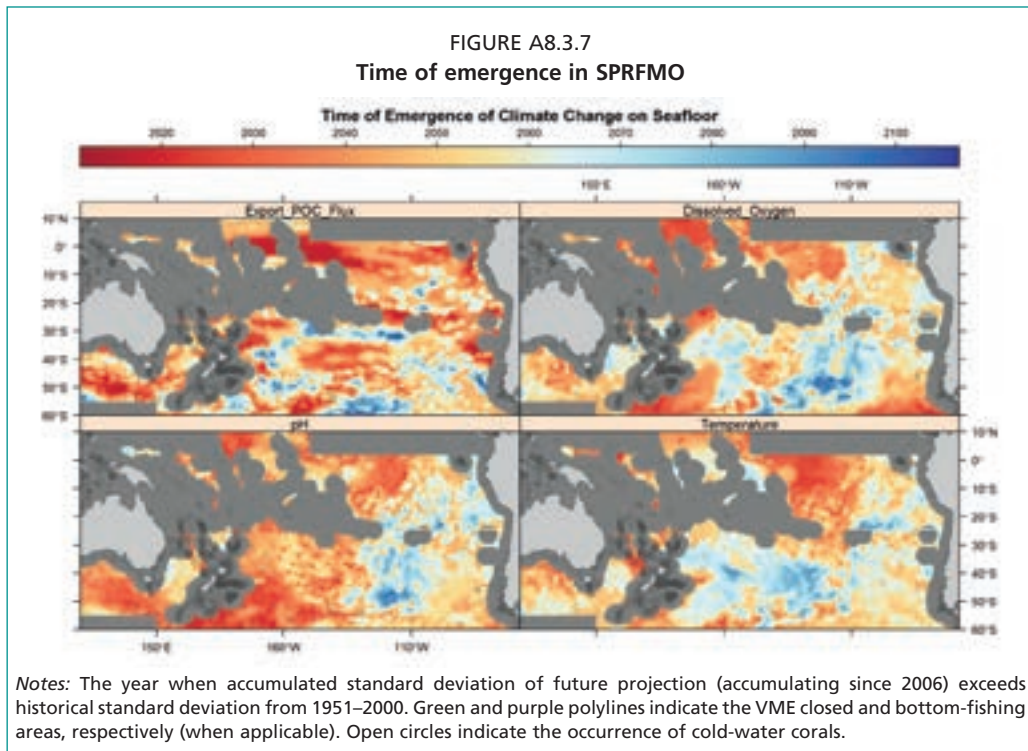 FIGURE A8.3.7
Time of emergence in SPRFMO
Time of Emergence of Climate Change on Seafloor
2020 2030 2040 2050 2060 2070 2080 2090 2100
150°E 160°W 110°W
Export_POC_Flux Dissolved_Oxygen
10°N
0°
10°S
20°S
30°S
40°S
50°S
60°S
pH Temperature
10°N
0°
10°S
20°S
30°S
40°S
50°S
60°S
150°E 160°W 110°W
Notes: The year when accumulated standard deviation of future projection (accumulating since 2006) exceeds
historical standard deviation from 1951–2000. Green and purple polylines indicate the VME closed and bottom-fishing
areas, respectively (when applicable). Open circles indicate the occurrence of cold-water corals.